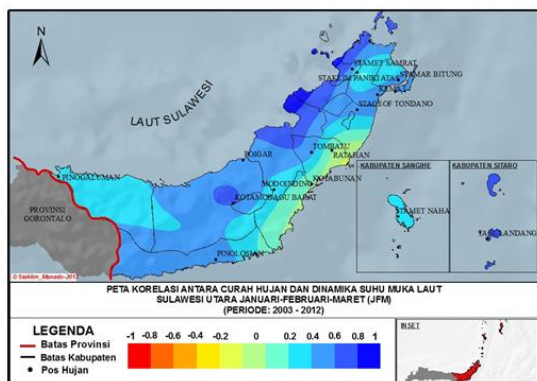 N
LAUT SULAWESI
STAMET SAMRAT
STAKLIM PANIKI ATAS
STAMAR BITUNG
KEMA
STAGEOF TONDANO
TOMBATU
RATAHAN
POIGAR
PINOGALUMAN
MODOINDING
KOTABUNAN
KOTAMOBAGU BARAT
PROVINSI
GORONTALO
PINOLOSIAN
KABUPATEN SANGIHE
STAMET NAHA
KABUPATEN SITARO
TAGULANDANG
© Staklim_Manado-2013
PETA KORELASI ANTARA CURAH HUJAN DAN DINAMIKA SUHU MUKA LAUT
SULAWESI UTARA JANUARI-FEBRUARI-MARET (JFM)
(PERIODE: 2003 - 2012)
LEGENDA
Batas Provinsi
Batas Kabupaten
Pos Hujan
-1 -0.8 -0.6 -0.4 -0.2 0 0.2 0.4 0.6 0.8 1
INSET